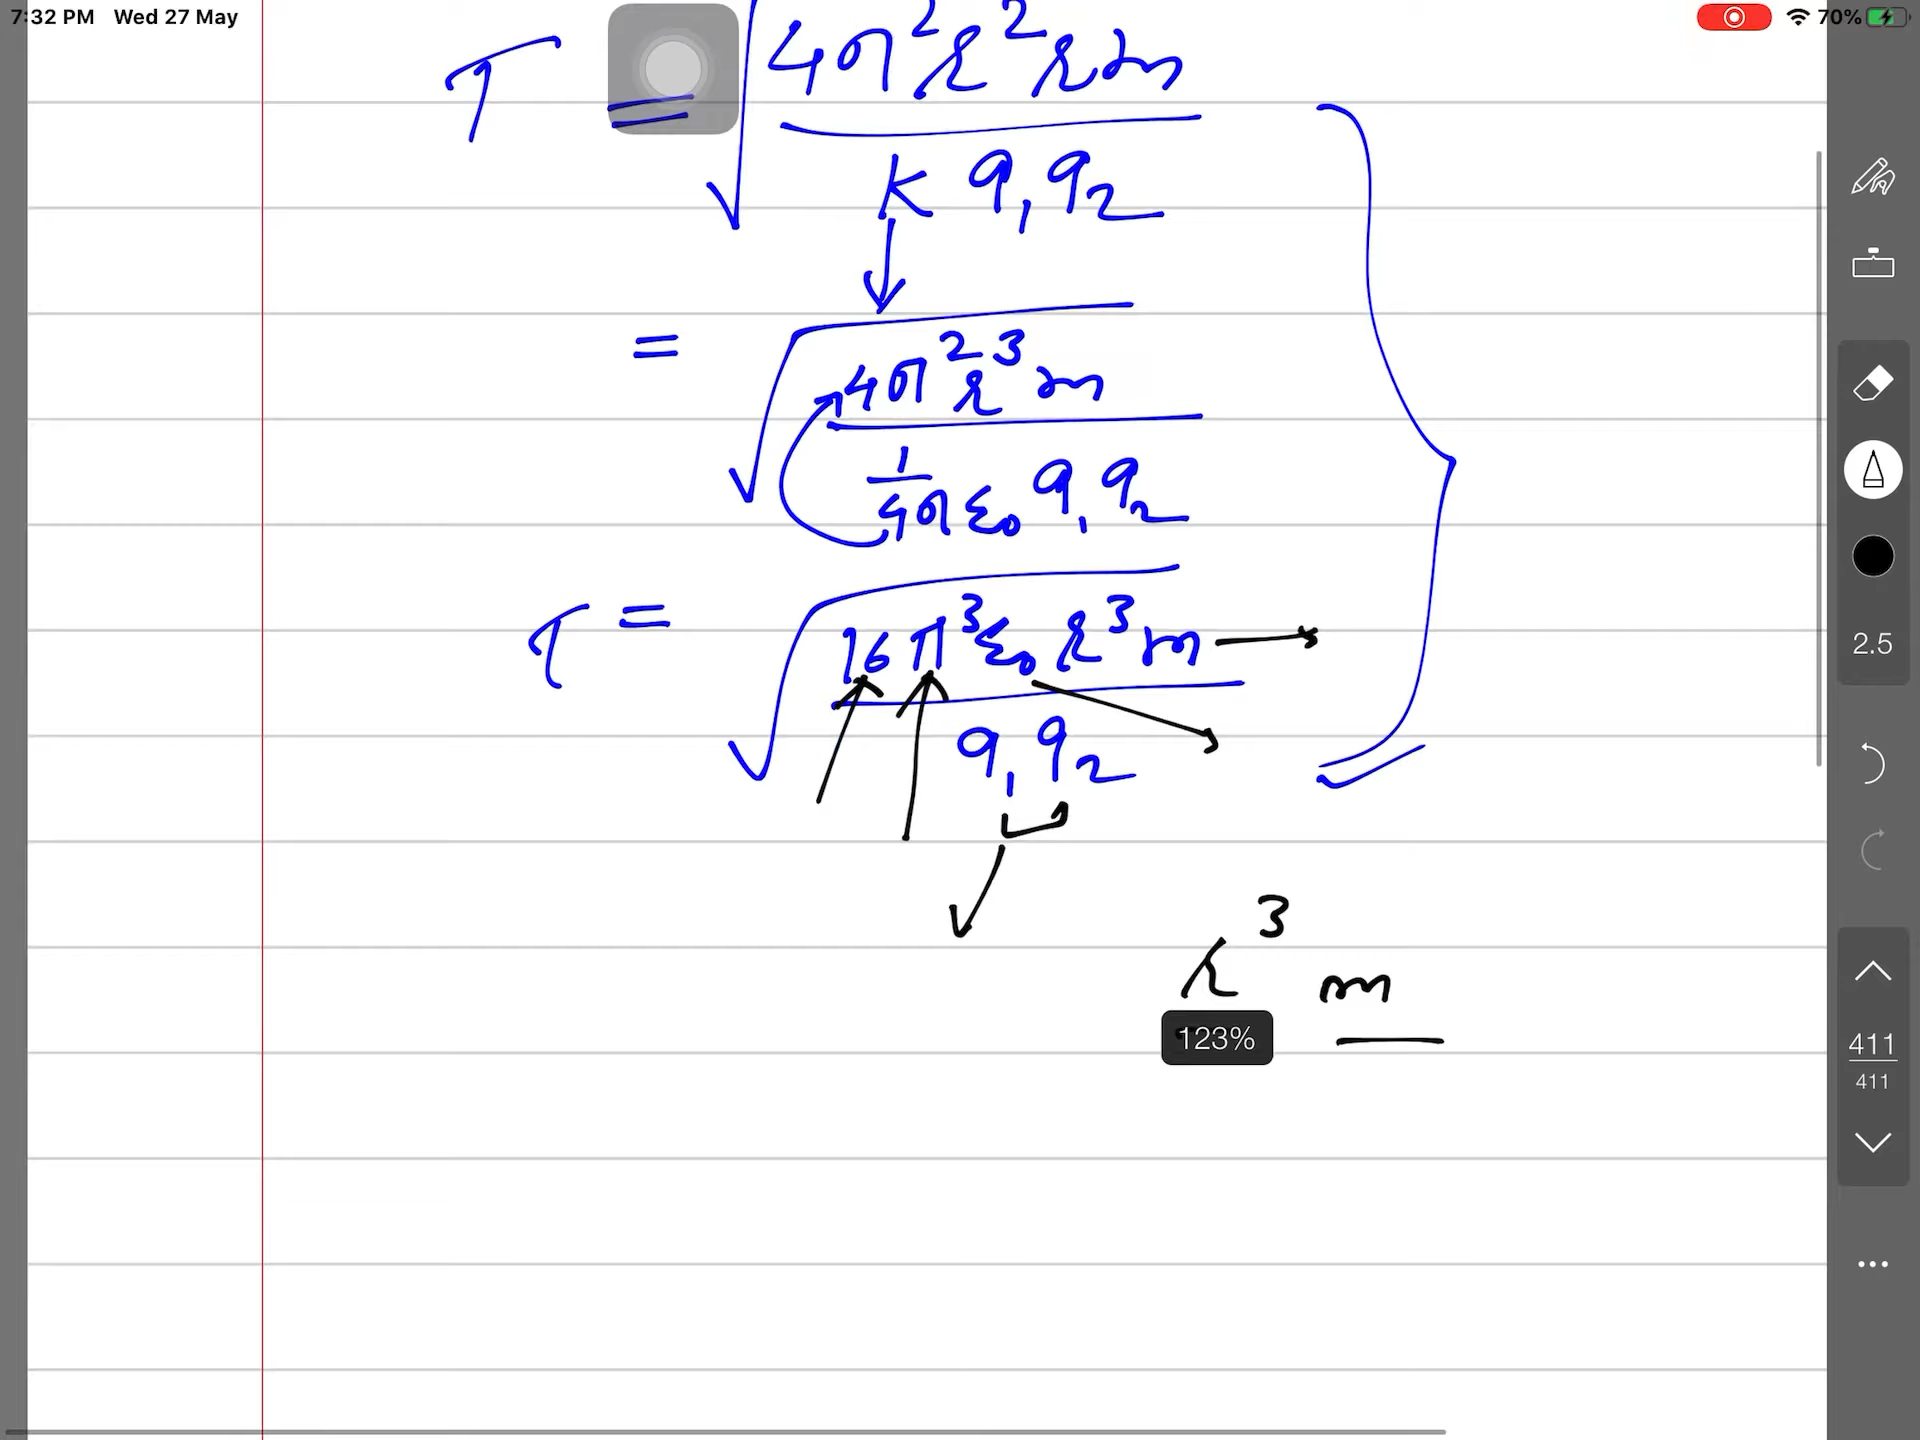 7:32 PM Wed 27 May 70%
T = √(4π²r²rm / k q₁q₂)
= √(4π²r³m / (1/4πε₀) q₁q₂)
T = √(16π³ε₀r³m / q₁q₂)
r³ m
123%
2.5
411
411